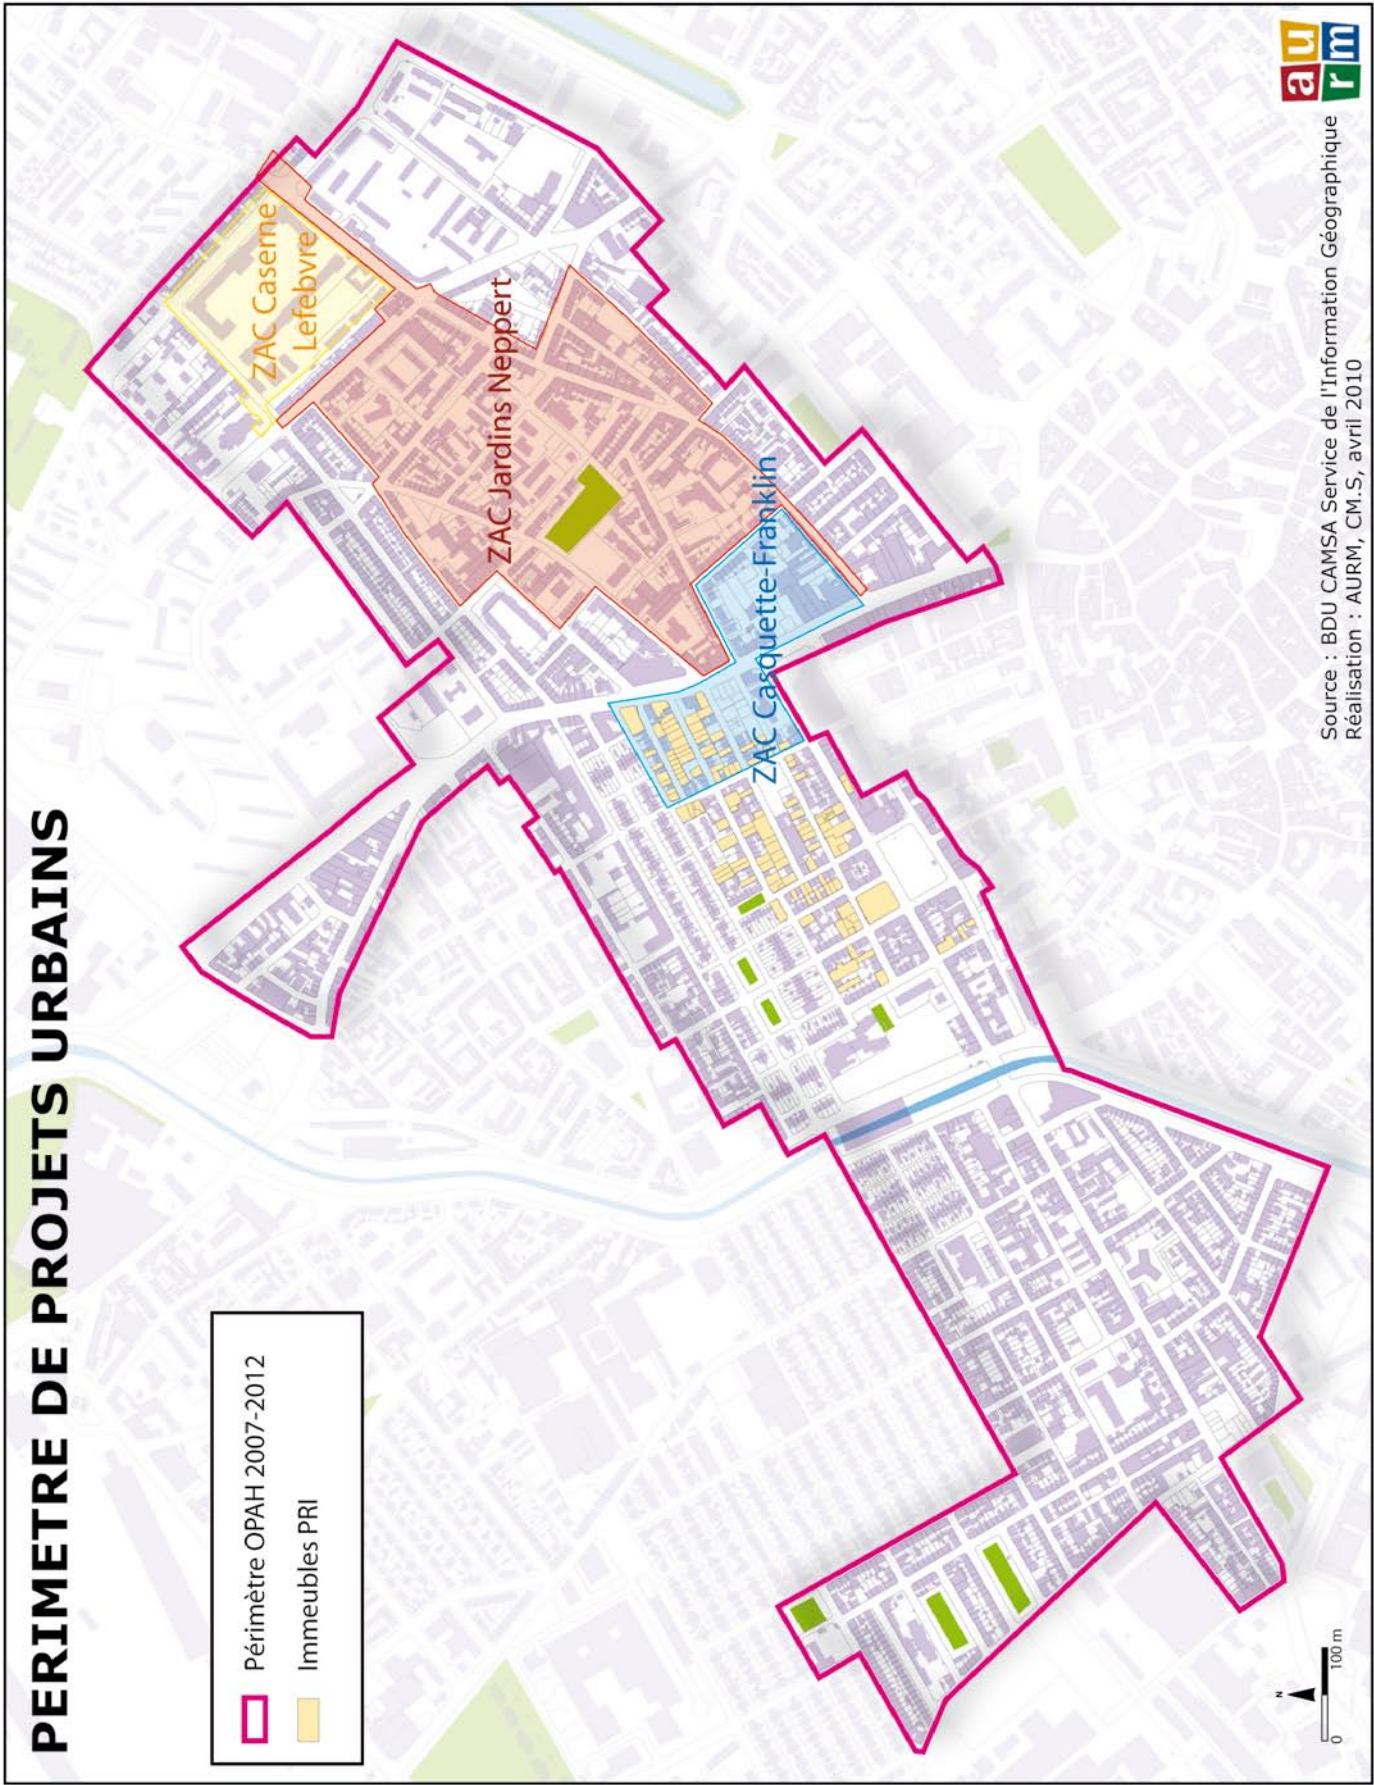 PERIMETRE DE PROJETS URBAINS
ZAC Caserne
Lefebvre
ZAC Jardins Neppert
ZAC Casquette-Franklin
Périmètre OPAH 2007-2012
Immeubles PRI
N
0
100 m
Source : BDU CAMSA Service de l'Information Géographique
Réalisation : AURM, CM.S, avril 2010
au
rm